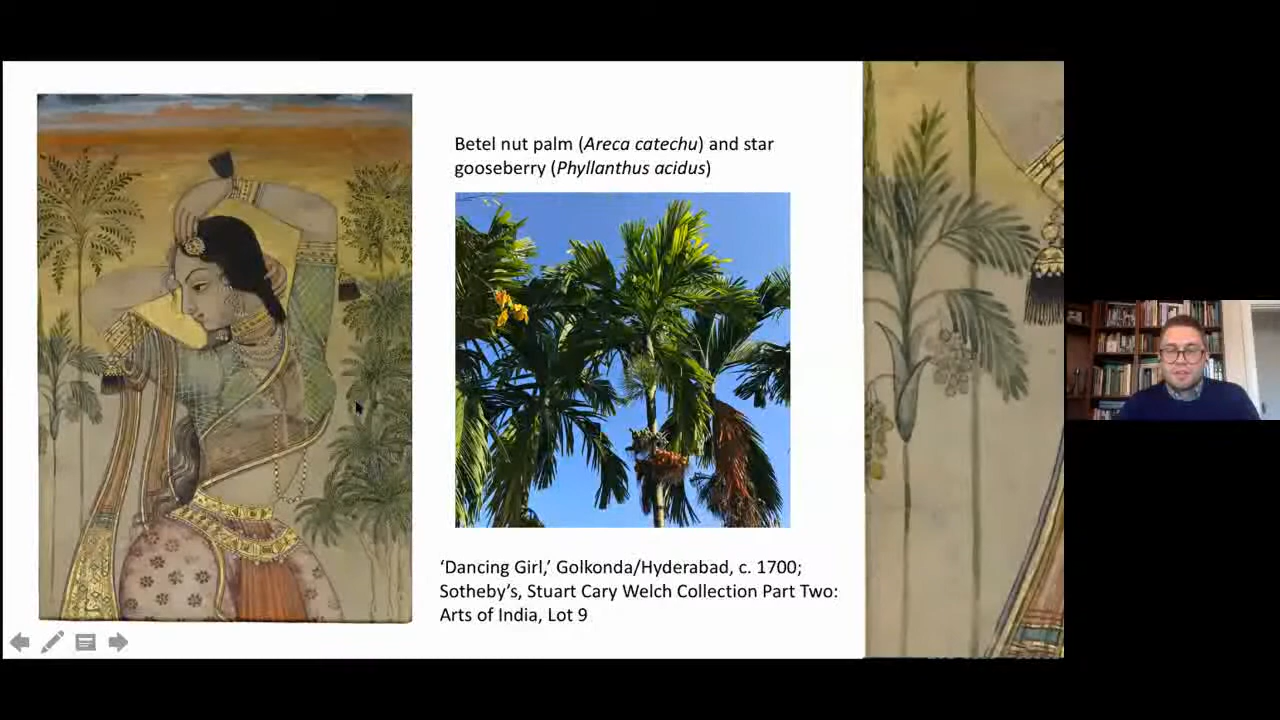 Betel nut palm (Areca catechu) and star
gooseberry (Phyllanthus acidus)
‘Dancing Girl,’ Golkonda/Hyderabad, c. 1700;
Sotheby’s, Stuart Cary Welch Collection Part Two:
Arts of India, Lot 9